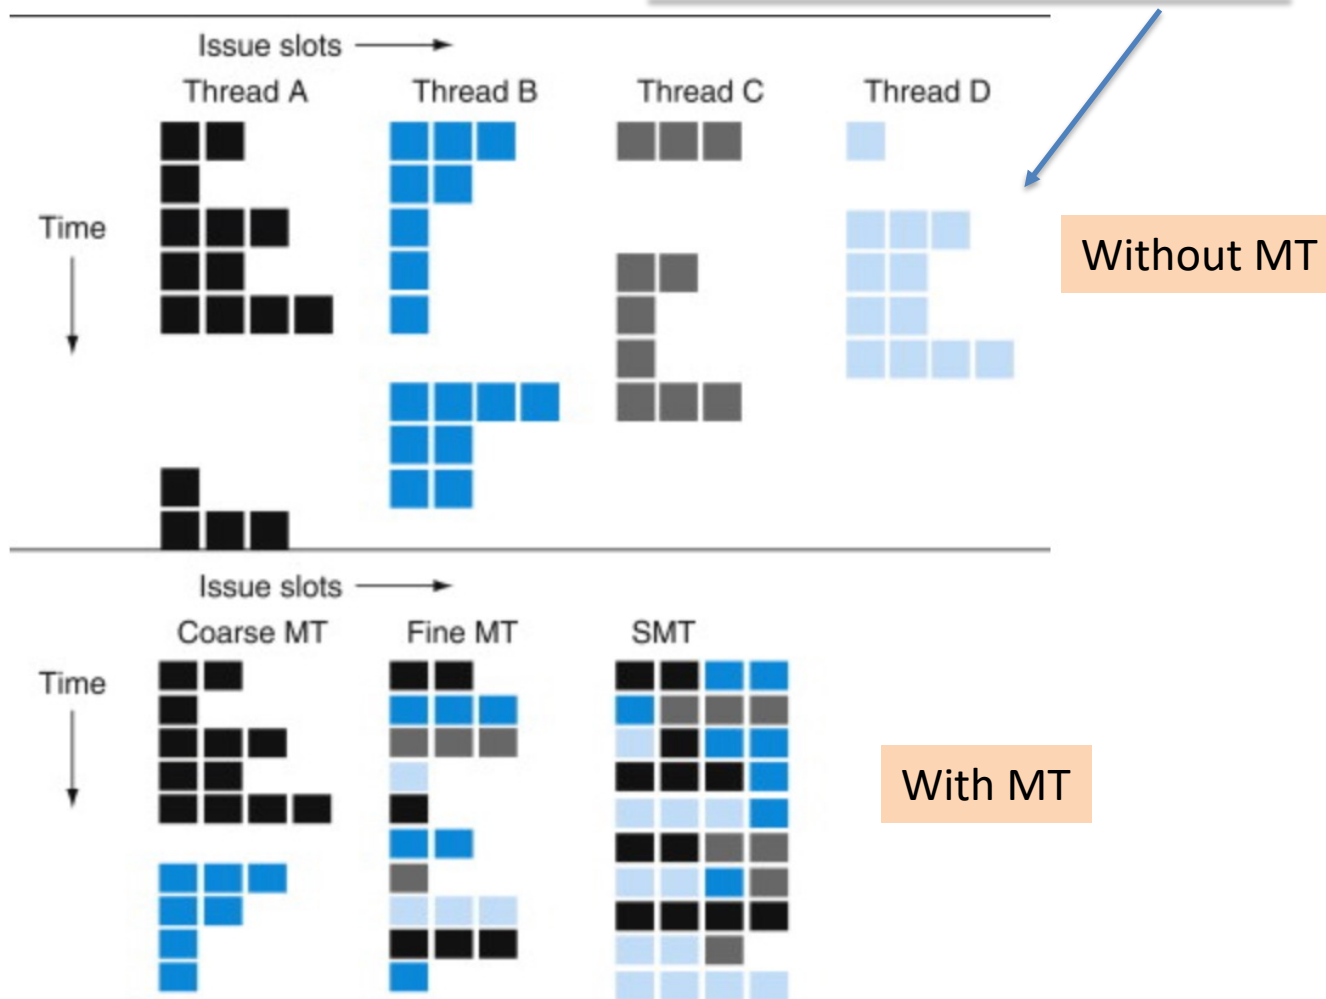 Issue slots
Thread A Thread B Thread C Thread D
Time
Without MT
Issue slots
Coarse MT Fine MT SMT
Time
With MT